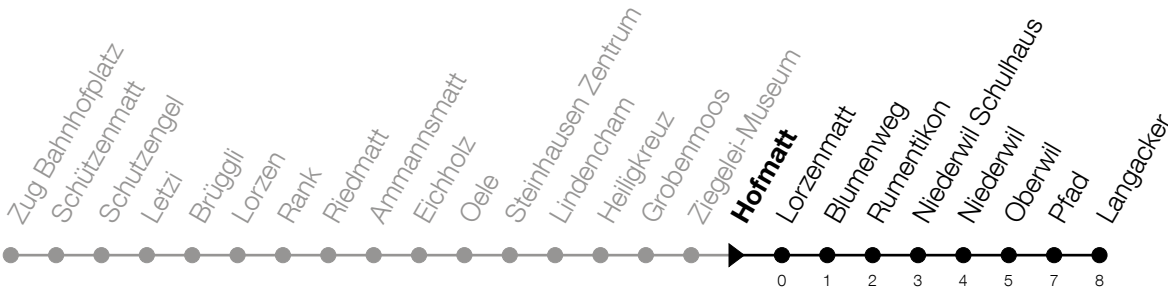 Zug Bahnhofplatz
Schützenmatt
Schutzengel
Letzi
Brüggli
Lorzen
Rank
Riedmatt
Ammannsmatt
Eichholz
Oele
Steinhausen Zentrum
Lindencham
Heiligkreuz
Grobenmoos
Ziegelei-Museum
Hofmatt
Lorzenmatt
Blumenweg
Rumentikon
Niederwil Schulhaus
Niederwil
Oberwil
Pfad
Langacker
0 1 2 3 4 5 7 8